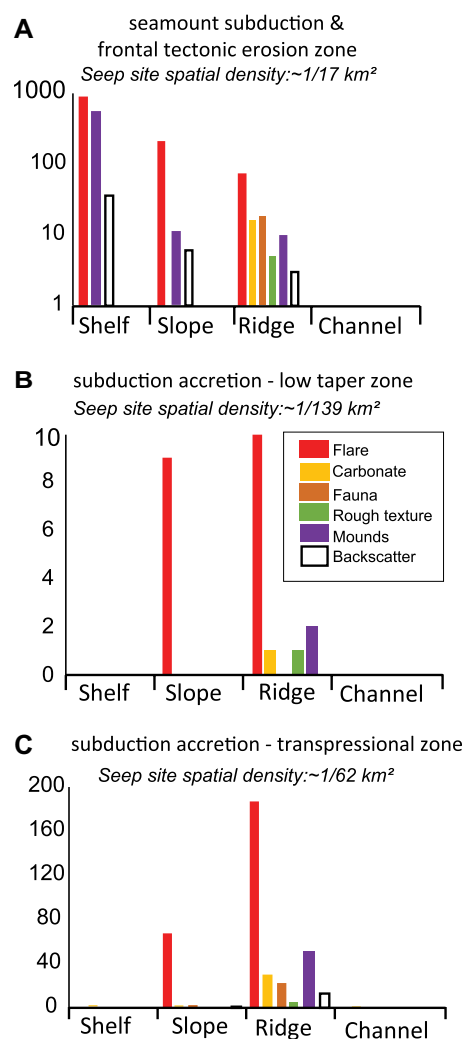 A
seamount subduction &
frontal tectonic erosion zone
Seep site spatial density:~1/17 km²
1000
100
10
1
Shelf Slope Ridge Channel
B
subduction accretion - low taper zone
Seep site spatial density:~1/139 km²
10
8
6
4
2
0
Flare
Carbonate
Fauna
Rough texture
Mounds
Backscatter
Shelf Slope Ridge Channel
C
subduction accretion - transpressional zone
Seep site spatial density:~1/62 km²
200
160
120
80
40
0
Shelf Slope Ridge Channel